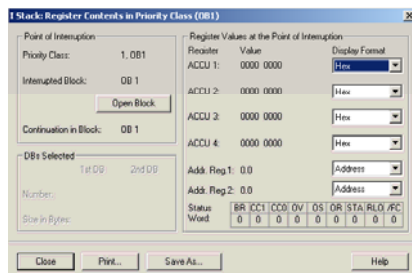 I Stack: Register Contents in Priority Class (OB1)
Point of Interruption
Priority Class: 1, OB1
Interrupted Block: OB 1
Open Block
Continuation in Block: OB 1
DBs Selected
1st DB 2nd DB
Number:
Size in Bytes:
Register Values at the Point of Interruption
Register Value Display Format
ACCU 1: 0000 0000 Hex
ACCU 2: 0000 0000 Hex
ACCU 3: 0000 0000 Hex
ACCU 4: 0000 0000 Hex
Addr. Reg.1: 0.0 Address
Addr. Reg.2: 0.0 Address
Status BR CC1 CC0 OV OS OR STA RLO /FC
Word: 0 0 0 0 0 0 0 0 0
Close Print... Save As... Help